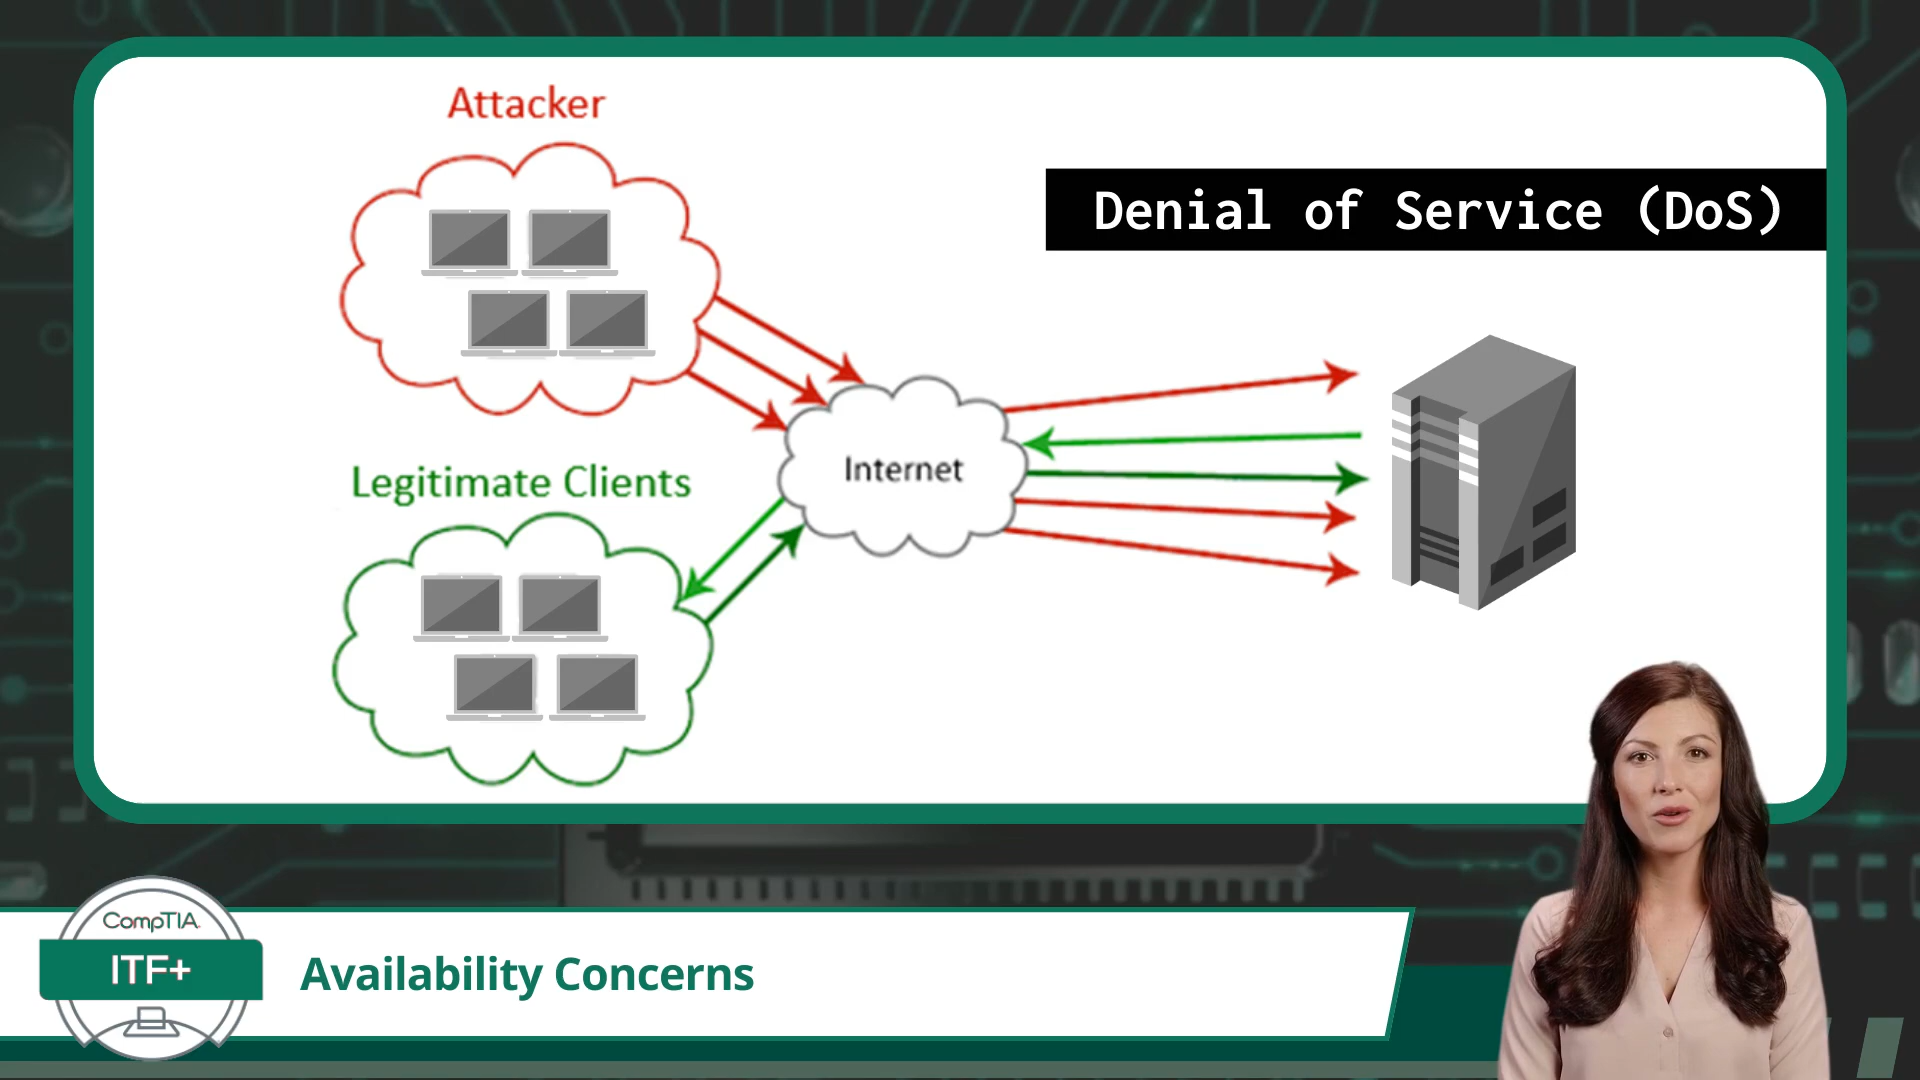 Attacker
Denial of Service (DoS)
Internet
Legitimate Clients
CompTIA
ITF+
Availability Concerns